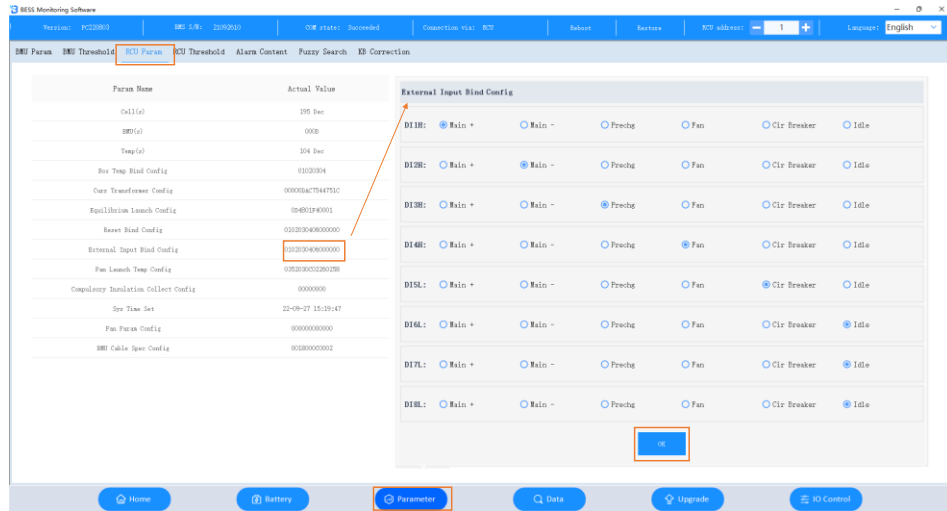 BESS Monitoring Software
Version: PC220803 BMS S/N: 21092610 COM state: Succeeded Connection via: RCU Reboot Restore RCU address: 1 Language: English
BMU Param BMU Threshold RCU Param RCU Threshold Alarm Content Fuzzy Search KB Correction
Param Name Actual Value
Cell(s) 195 Dec
BMU(s) 000B
Temp(s) 104 Dec
Box Temp Bind Config 01020304
Curr Transformer Config
Equilibrium Launch Config
Reset Bind Config 0102030406000000
External Input Bind Config 0102030406000000
Fan Launch Temp Config
Compulsory Insulation Collect Config 00000000
Sys Time Set 22-09-27 15:19:47
Fan Param Config 000000000000
BMU Cable Spec Config
External Input Bind Config
DI1H: Main + Main - Prechg Fan Cir Breaker Idle
DI2H: Main + Main - Prechg Fan Cir Breaker Idle
DI3H: Main + Main - Prechg Fan Cir Breaker Idle
DI4H: Main + Main - Prechg Fan Cir Breaker Idle
DI5L: Main + Main - Prechg Fan Cir Breaker Idle
DI6L: Main + Main - Prechg Fan Cir Breaker Idle
DI7L: Main + Main - Prechg Fan Cir Breaker Idle
DI8L: Main + Main - Prechg Fan Cir Breaker Idle
OK
Home Battery Parameter Data Upgrade IO Control